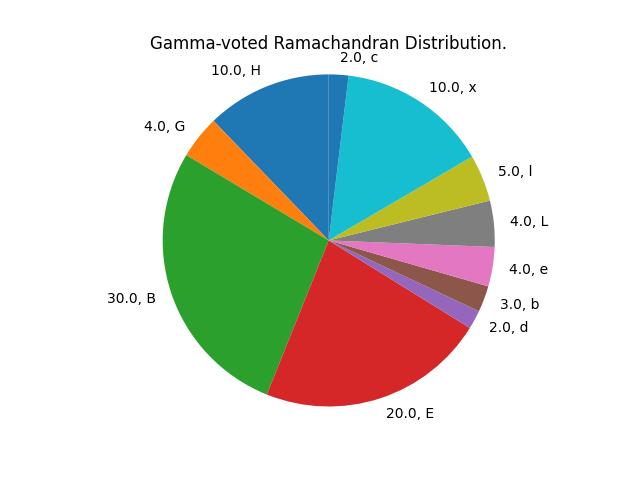 Gamma-voted Ramachandran Distribution.
2.0, c
10.0, H
10.0, x
4.0, G
5.0, l
4.0, L
4.0, e
30.0, B
3.0, b
2.0, d
20.0, E